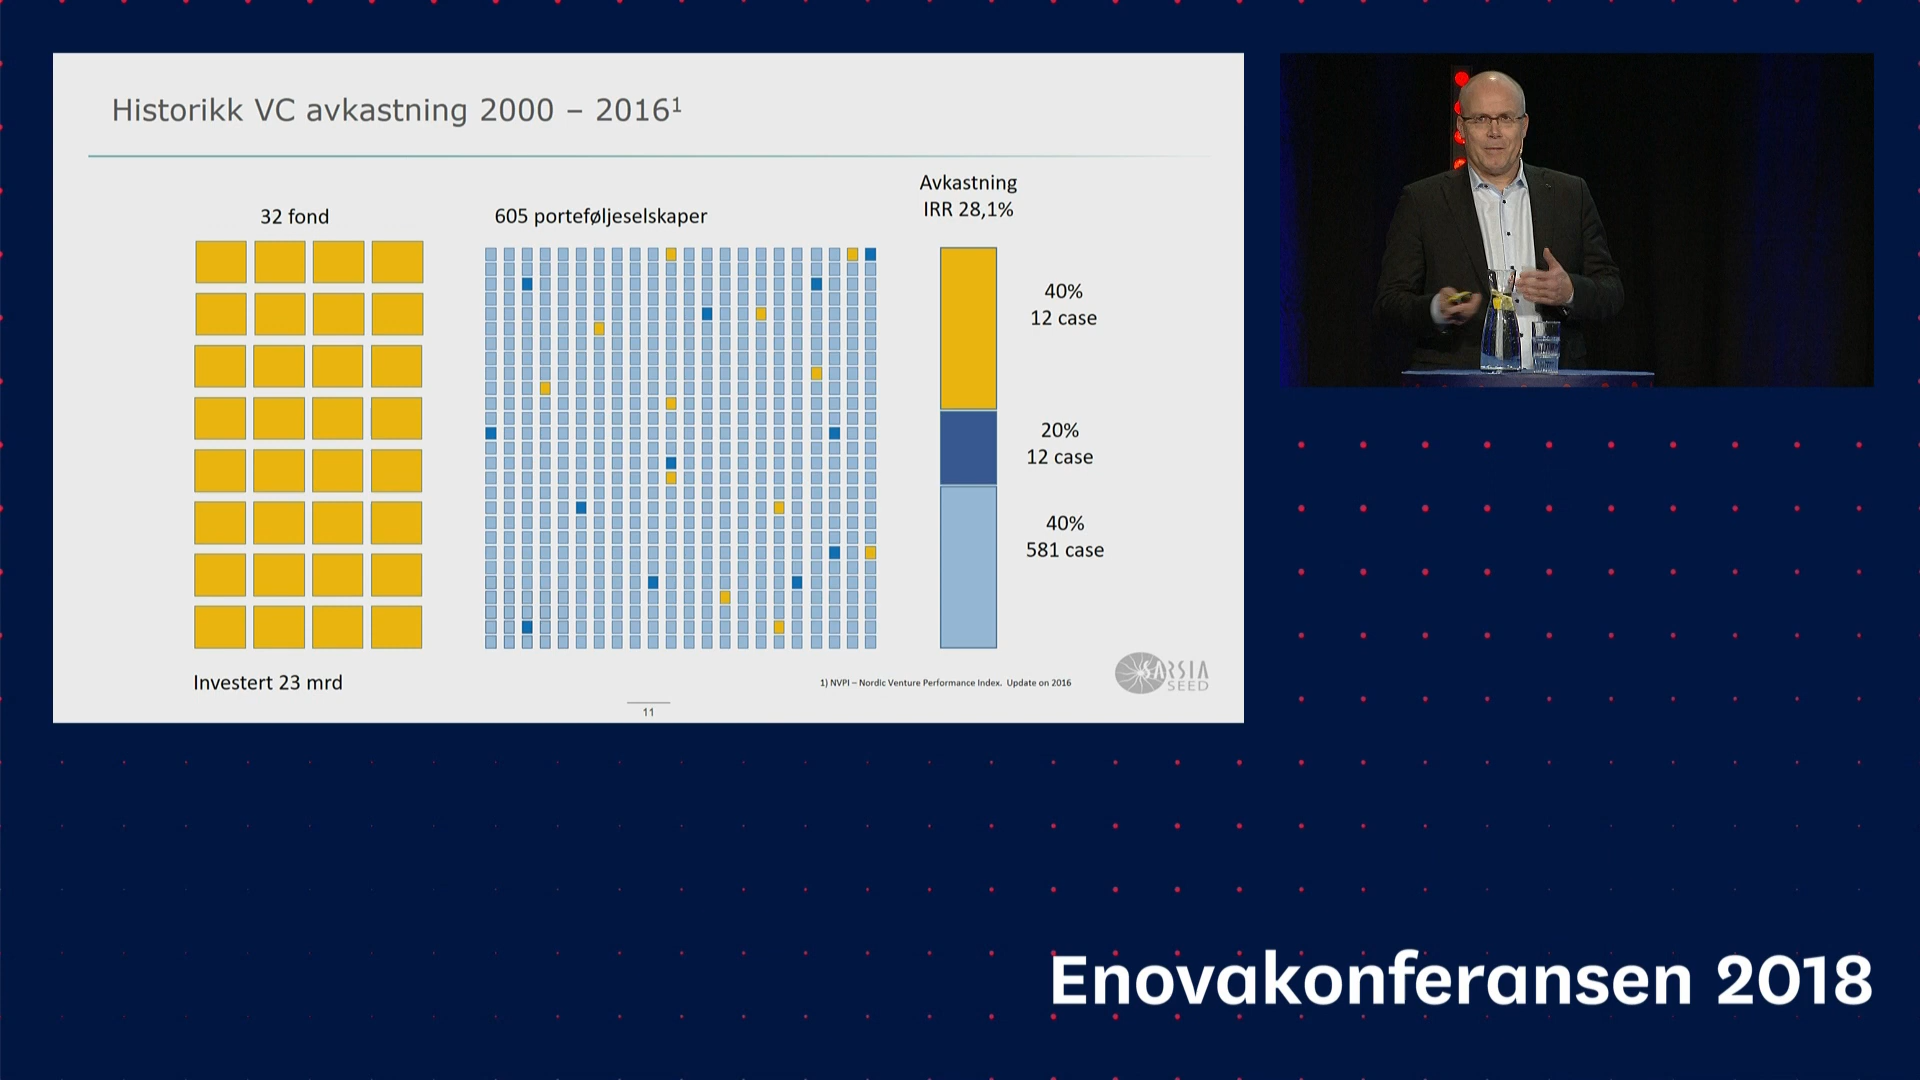 Historikk VC avkastning 2000 – 2016¹
32 fond
605 porteføljeselskaper
Avkastning
IRR 28,1%
40%
12 case
20%
12 case
40%
581 case
Investert 23 mrd
1) NVPI – Nordic Venture Performance Index. Update on 2016
SARSIA
SEED
11
Enovakonferansen 2018